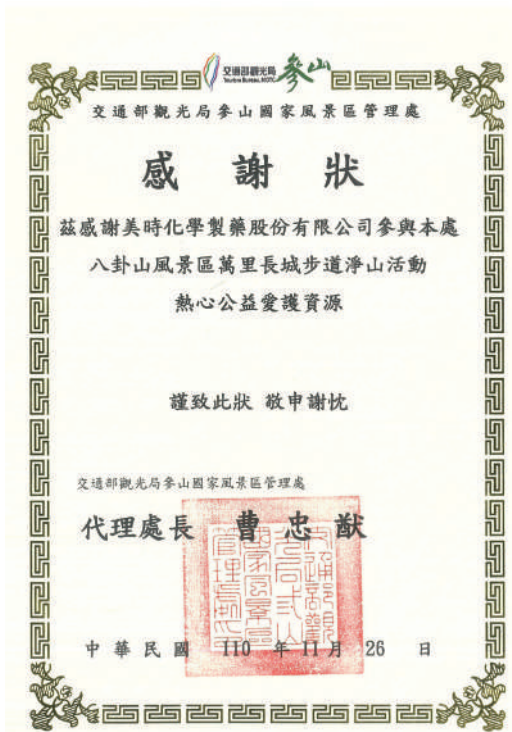 交通部觀光局
Tourism Bureau, MOTC
參山
交通部觀光局參山國家風景區管理處
感謝狀
茲感謝美時化學製藥股份有限公司參與本處
八卦山風景區萬里長城步道淨山活動
熱心公益愛護資源
謹致此狀 敬申謝忱
交通部觀光局參山國家風景區管理處
代理處長 曹忠猷
中華民國 110 年 11 月 26 日